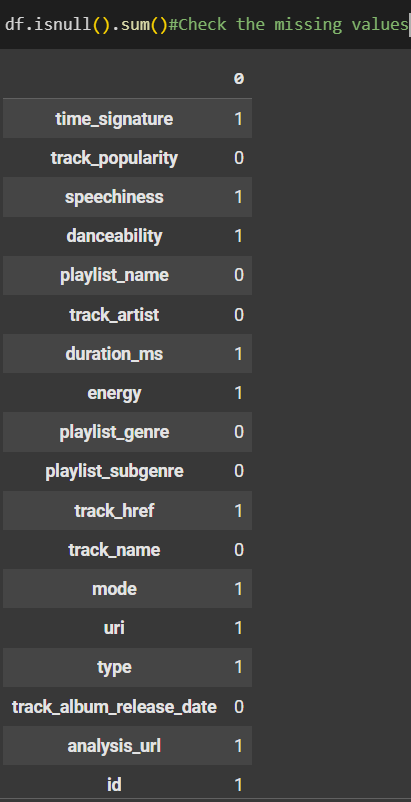 df.isnull().sum()#Check the missing values
0
time_signature 1
track_popularity 0
speechiness 1
danceability 1
playlist_name 0
track_artist 0
duration_ms 1
energy 1
playlist_genre 0
playlist_subgenre 0
track_href 1
track_name 0
mode 1
uri 1
type 1
track_album_release_date 0
analysis_url 1
id 1